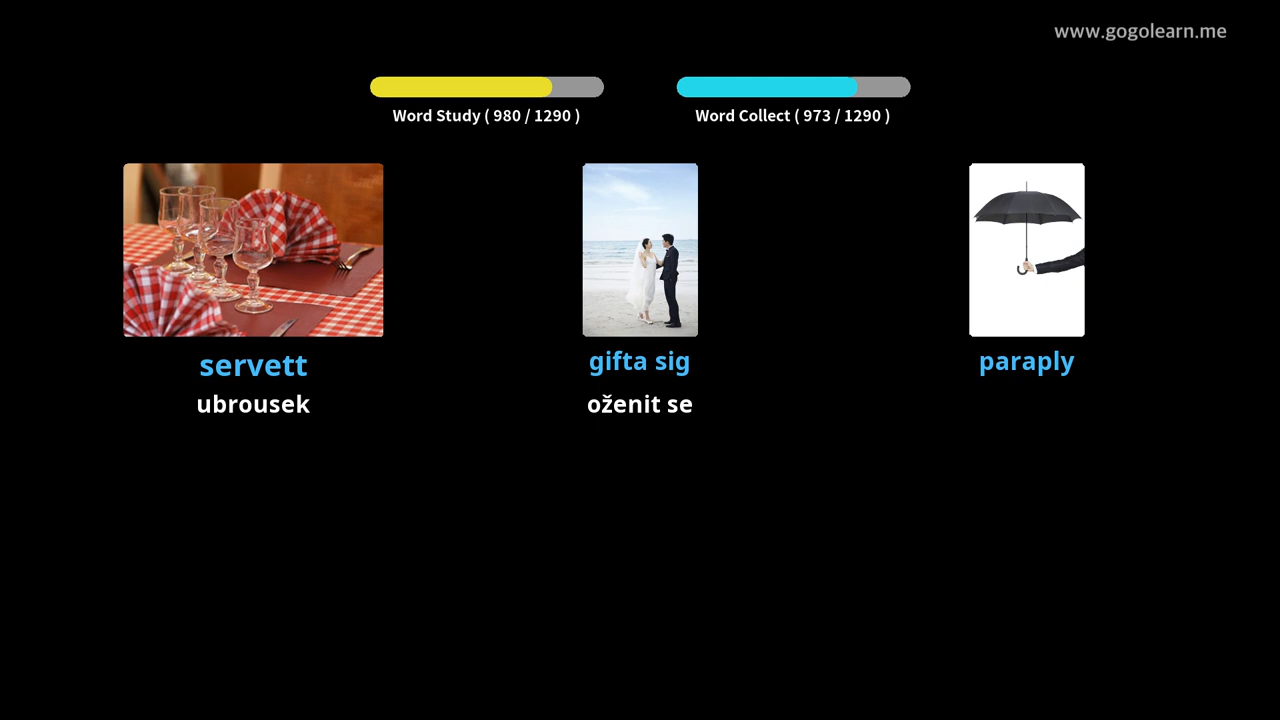 www.gogolearn.me
Word Study ( 980 / 1290 )
Word Collect ( 973 / 1290 )
servett
ubrousek
gifta sig
oženit se
paraply